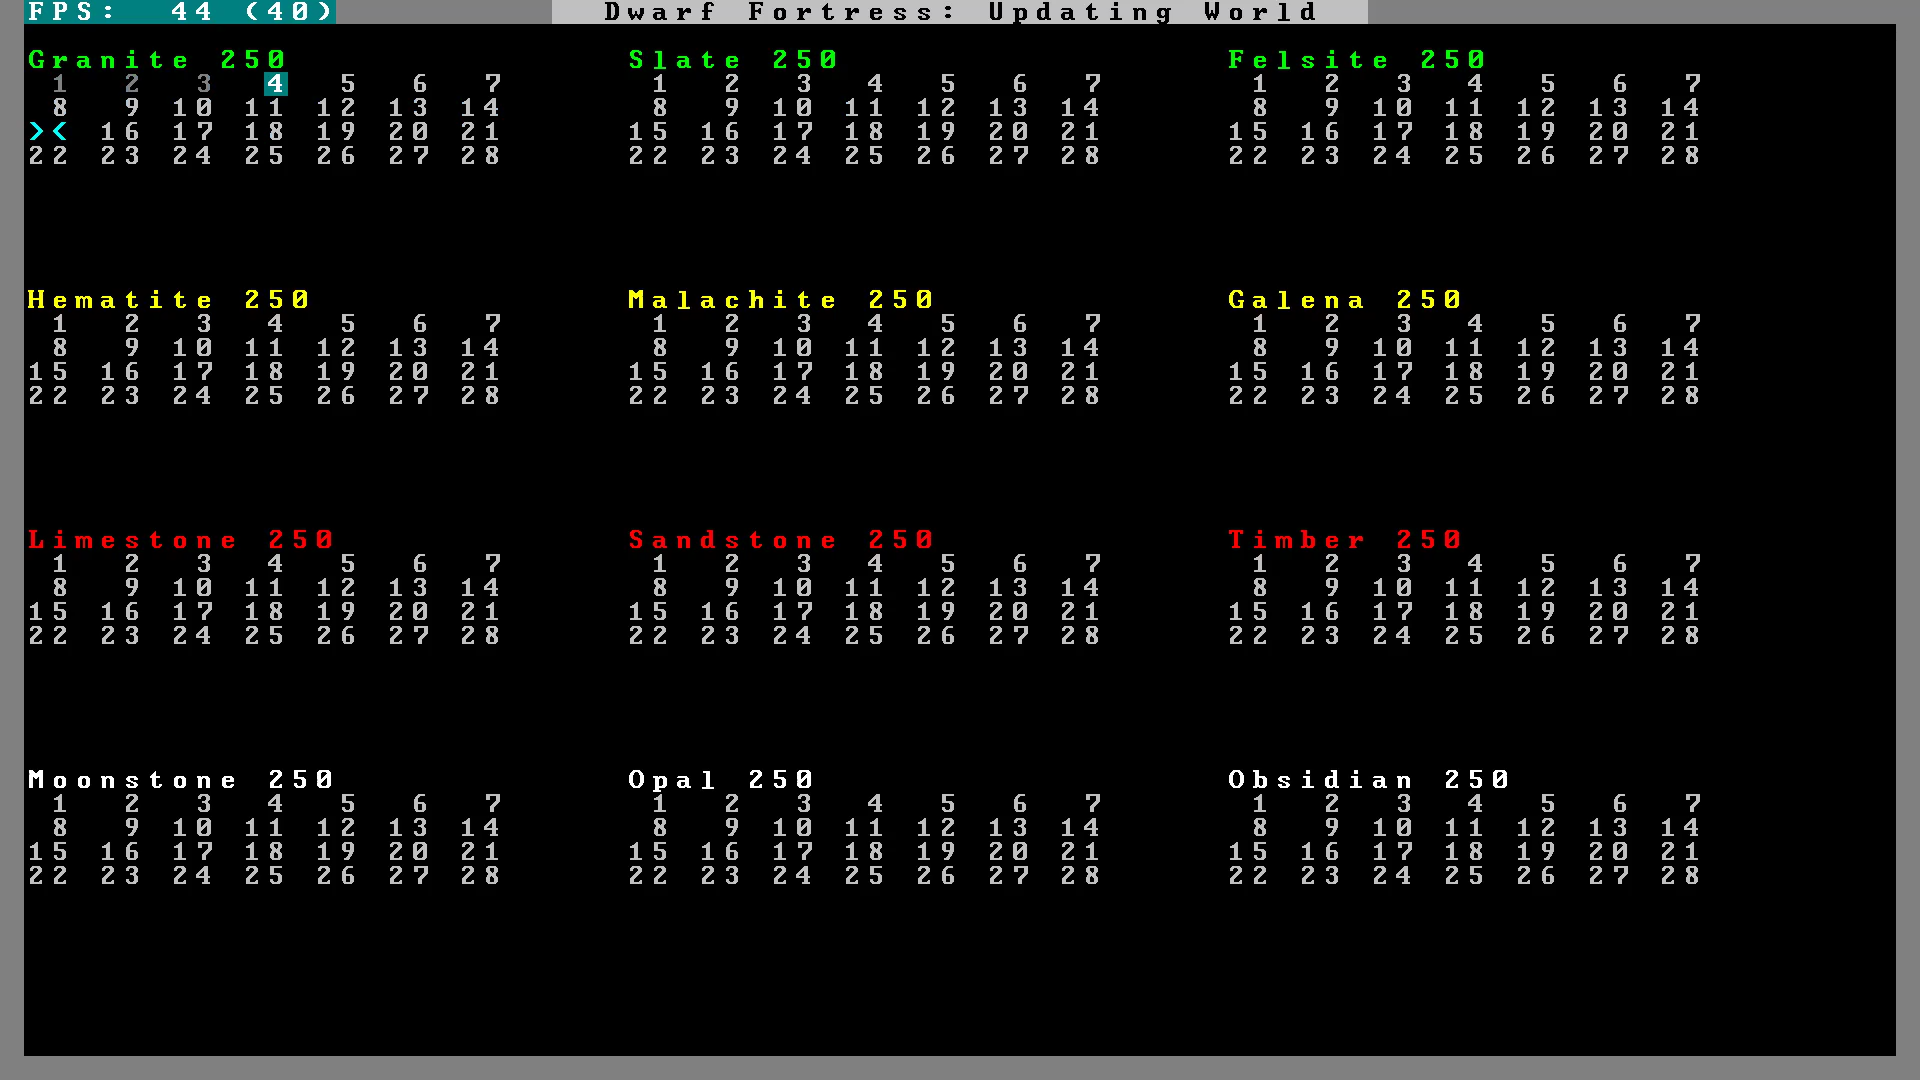 FPS: 44 (40) Dwarf Fortress: Updating World
Granite 250 Slate 250 Felsite 250
1 2 3 4 5 6 7 1 2 3 4 5 6 7 1 2 3 4 5 6 7
8 9 10 11 12 13 14 8 9 10 11 12 13 14 8 9 10 11 12 13 14
>< 16 17 18 19 20 21 15 16 17 18 19 20 21 15 16 17 18 19 20 21
22 23 24 25 26 27 28 22 23 24 25 26 27 28 22 23 24 25 26 27 28
Hematite 250 Malachite 250 Galena 250
1 2 3 4 5 6 7 1 2 3 4 5 6 7 1 2 3 4 5 6 7
8 9 10 11 12 13 14 8 9 10 11 12 13 14 8 9 10 11 12 13 14
15 16 17 18 19 20 21 15 16 17 18 19 20 21 15 16 17 18 19 20 21
22 23 24 25 26 27 28 22 23 24 25 26 27 28 22 23 24 25 26 27 28
Limestone 250 Sandstone 250 Timber 250
1 2 3 4 5 6 7 1 2 3 4 5 6 7 1 2 3 4 5 6 7
8 9 10 11 12 13 14 8 9 10 11 12 13 14 8 9 10 11 12 13 14
15 16 17 18 19 20 21 15 16 17 18 19 20 21 15 16 17 18 19 20 21
22 23 24 25 26 27 28 22 23 24 25 26 27 28 22 23 24 25 26 27 28
Moonstone 250 Opal 250 Obsidian 250
1 2 3 4 5 6 7 1 2 3 4 5 6 7 1 2 3 4 5 6 7
8 9 10 11 12 13 14 8 9 10 11 12 13 14 8 9 10 11 12 13 14
15 16 17 18 19 20 21 15 16 17 18 19 20 21 15 16 17 18 19 20 21
22 23 24 25 26 27 28 22 23 24 25 26 27 28 22 23 24 25 26 27 28